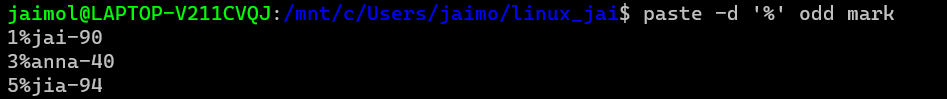 jaimol@LAPTOP-V211CVQJ:/mnt/c/Users/jaimo/linux_jai$ paste -d '%' odd mark
1%jai-90
3%anna-40
5%jia-94